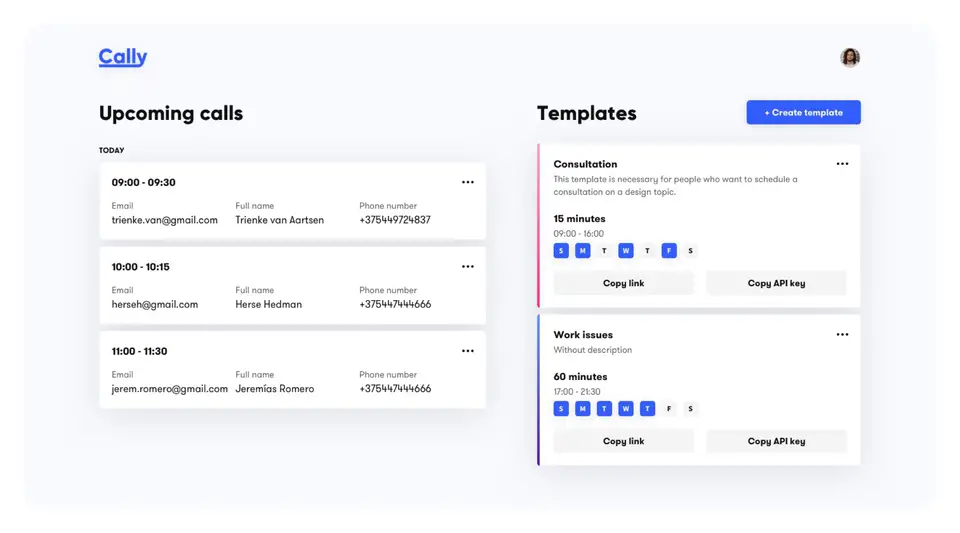 Cally
Upcoming calls
TODAY
09:00 - 09:30
Email Full name Phone number
trienke.van@gmail.com Trienke van Aartsen +375449724837
10:00 - 10:15
Email Full name Phone number
herseh@gmail.com Herse Hedman +375447444666
11:00 - 11:30
Email Full name Phone number
jerem.romero@gmail.com Jeremías Romero +375447444666
Templates
+ Create template
Consultation
This template is necessary for people who want to schedule a
consultation on a design topic.
15 minutes
09:00 - 16:00
S M T W T F S
Copy link Copy API key
Work issues
Without description
60 minutes
17:00 - 21:30
S M T W T F S
Copy link Copy API key